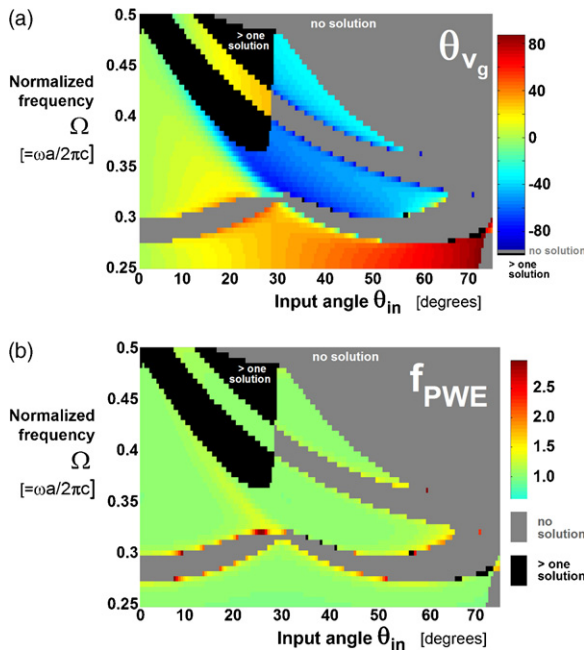 (a)
0.5
no solution
> one
solution
θvg
80
Normalized
frequency
0.4
40
Ω
0
[=ωa/2πc]
0.35
-40
0.3
-80
no solution
0.25
> one
solution
0 10 20 30 40 50 60 70
Input angle θin [degrees]
(b)
0.5
no solution
> one
solution
fPWE
2.5
Normalized
frequency
2.0
0.4
1.5
Ω
1.0
[=ωa/2πc]
0.35
no
solution
0.3
> one
solution
0.25
0 10 20 30 40 50 60 70
Input angle θin [degrees]